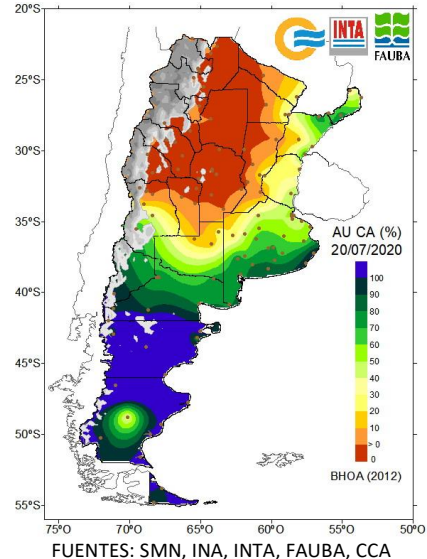 20°S
25°S
30°S
35°S
40°S
45°S
50°S
55°S
75°O 70°O 65°O 60°O 55°O 50°O
INTA
FAUBA
AU CA (%)
20/07/2020
100
90
80
70
60
50
40
30
20
10
> 0
0
BHOA (2012)
FUENTES: SMN, INA, INTA, FAUBA, CCA